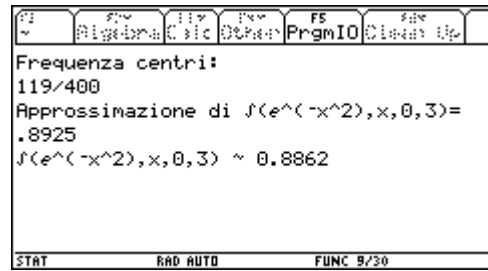 F1 F2 Algebra F3 Calc F4 Other F5 PrgmIO F6 Clean Up
Frequenza centri:
119/400
Approssimazione di ∫(e^(-x^2),x,0,3)=
.8925
∫(e^(-x^2),x,0,3) ~ 0.8862
STAT RAD AUTO FUNC 9/30